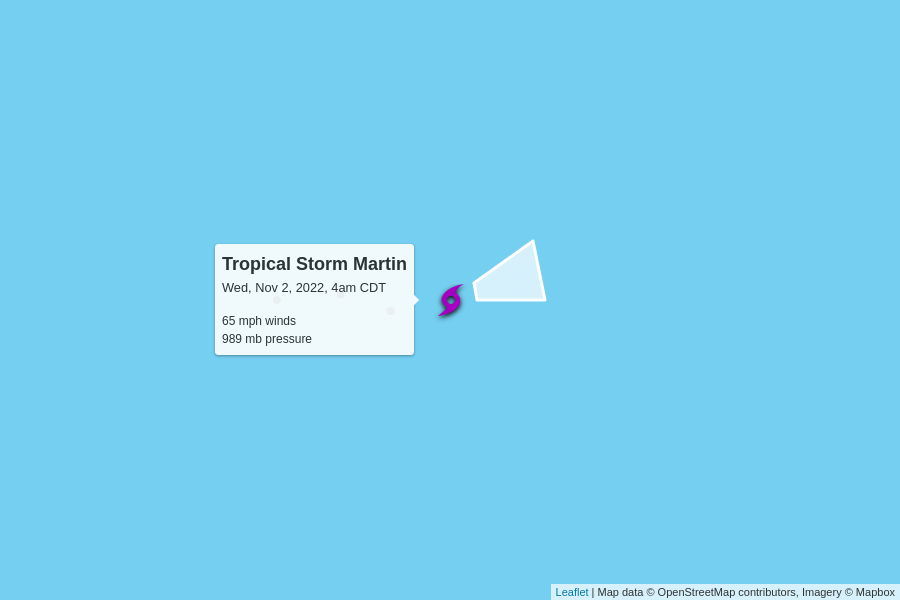 Tropical Storm Martin
Wed, Nov 2, 2022, 4am CDT
65 mph winds
989 mb pressure
Leaflet | Map data © OpenStreetMap contributors, Imagery © Mapbox